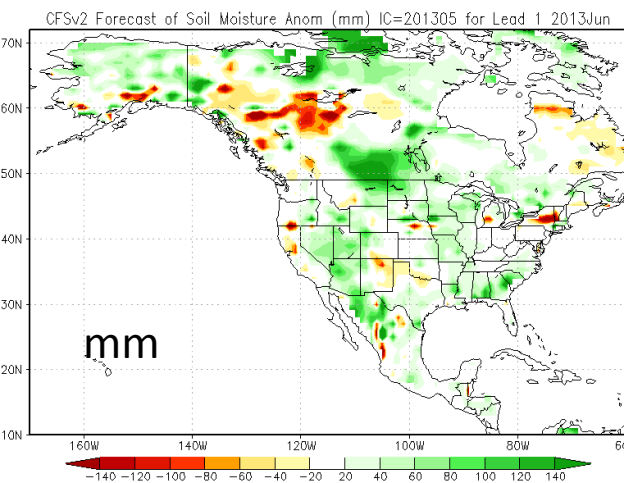 CFSv2 Forecast of Soil Moisture Anom (mm) IC=201305 for Lead 1 2013Jun
70N
60N
50N
40N
30N
mm
20N
10N
160W 140W 120W 100W 80W 60
-140 -120 -100 -80 -60 -40 -20 20 40 60 80 100 120 140